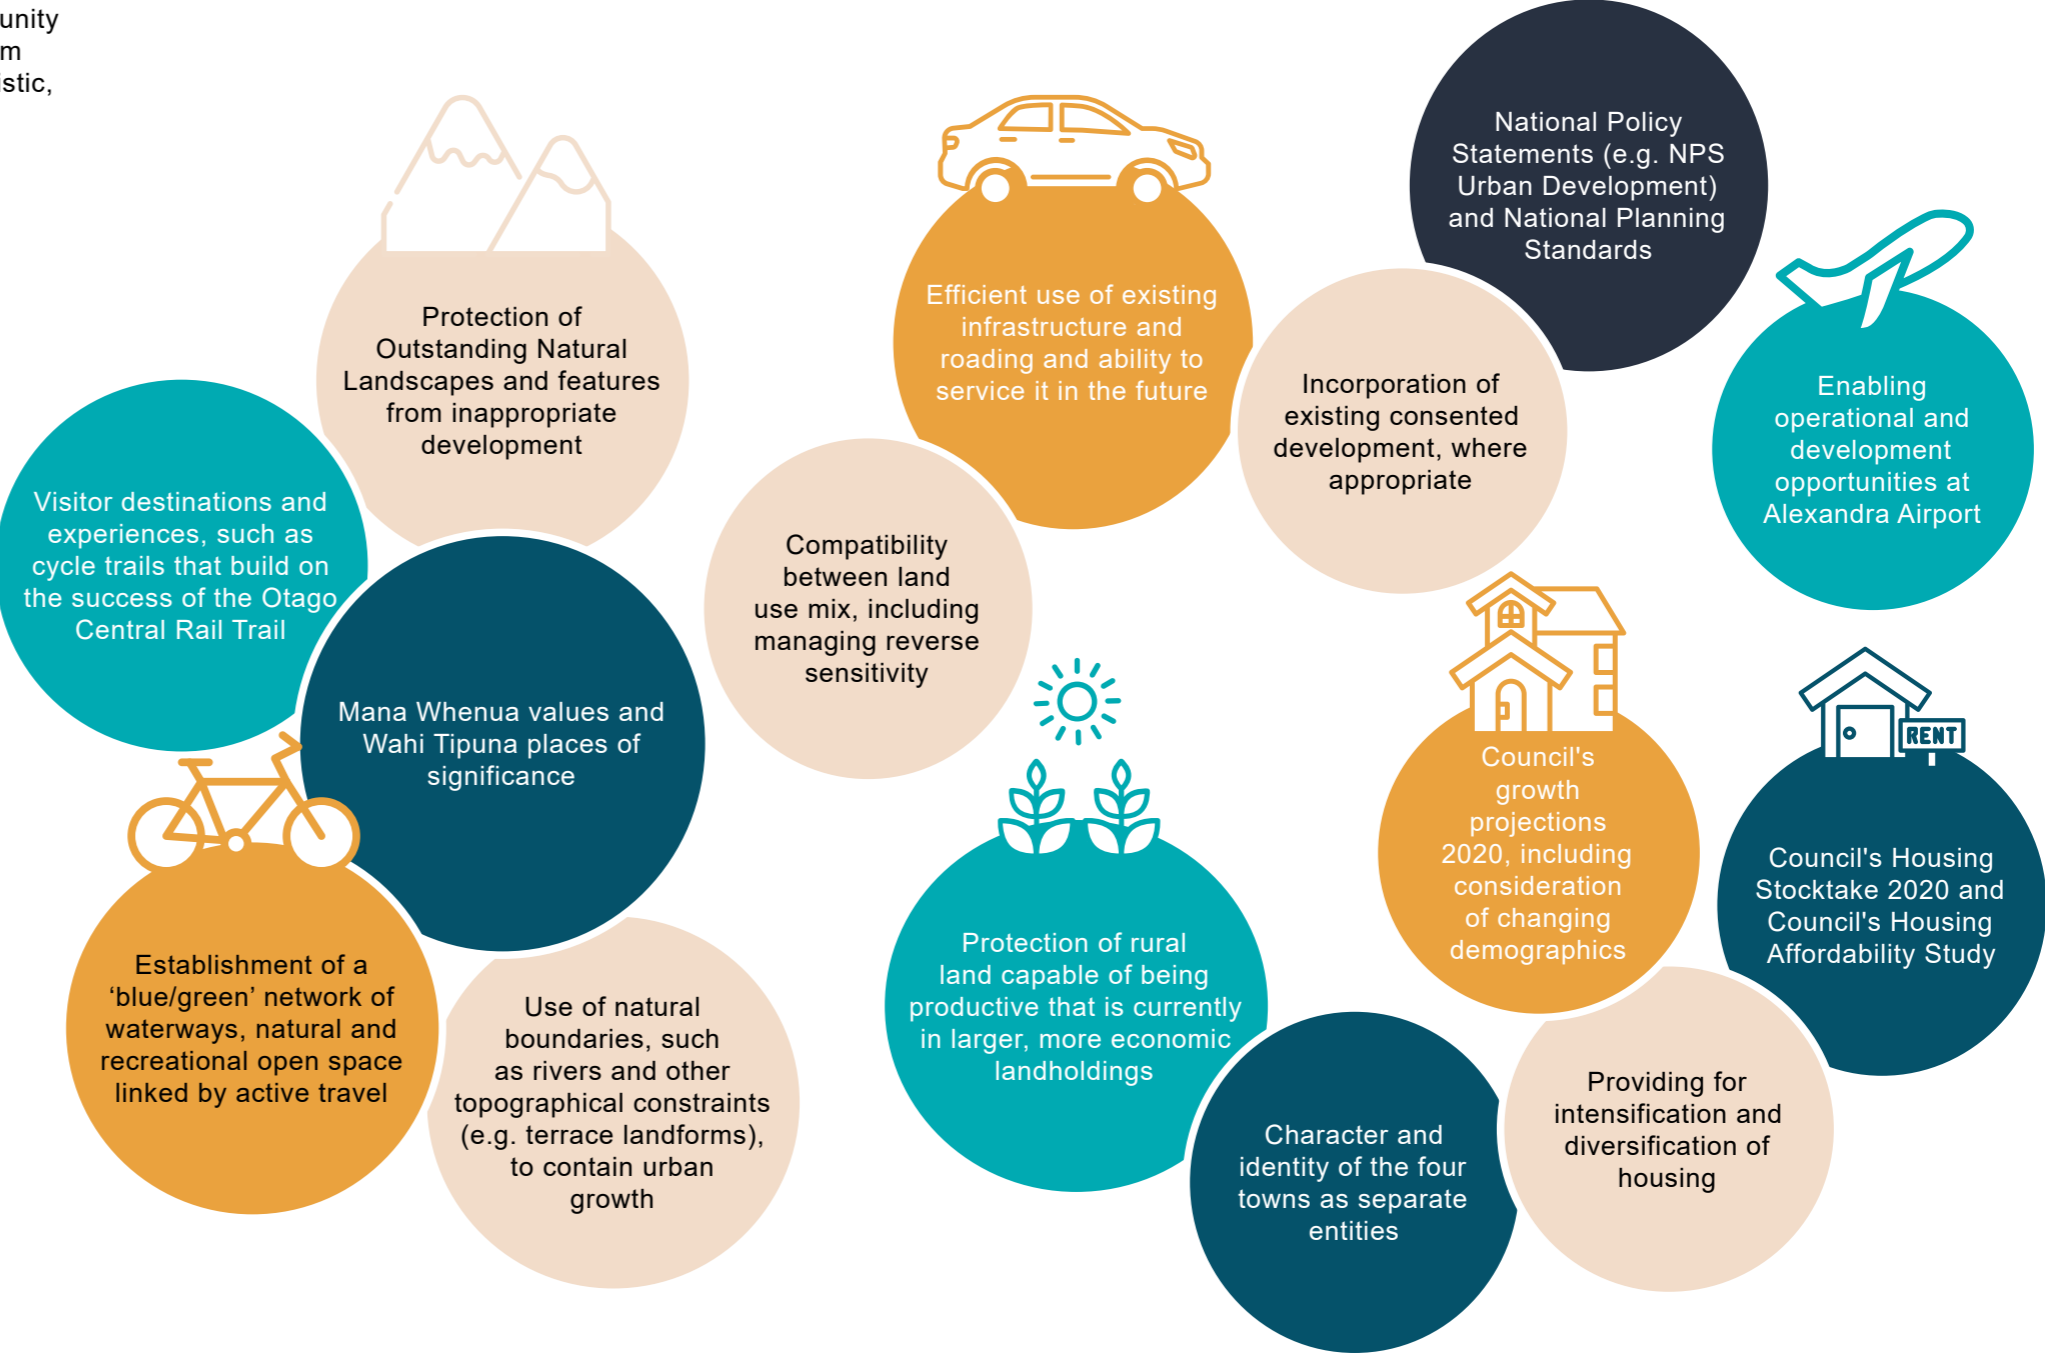 unity
m
istic,
National Policy
Statements (e.g. NPS
Urban Development)
and National Planning
Standards
Efficient use of existing
infrastructure and
roading and ability to
service it in the future
Protection of
Outstanding Natural
Landscapes and features
from inappropriate
development
Incorporation of
existing consented
development, where
appropriate
Enabling
operational and
development
opportunities at
Alexandra Airport
Visitor destinations and
experiences, such as
cycle trails that build on
the success of the Otago
Central Rail Trail
Compatibility
between land
use mix, including
managing reverse
sensitivity
Mana Whenua values and
Wahi Tipuna places of
significance
RENT
Council's
growth
projections
2020, including
consideration
of changing
demographics
Council's Housing
Stocktake 2020 and
Council's Housing
Affordability Study
Establishment of a
‘blue/green’ network of
waterways, natural and
recreational open space
linked by active travel
Use of natural
boundaries, such
as rivers and other
topographical constraints
(e.g. terrace landforms),
to contain urban
growth
Protection of rural
land capable of being
productive that is currently
in larger, more economic
landholdings
Character and
identity of the four
towns as separate
entities
Providing for
intensification and
diversification of
housing